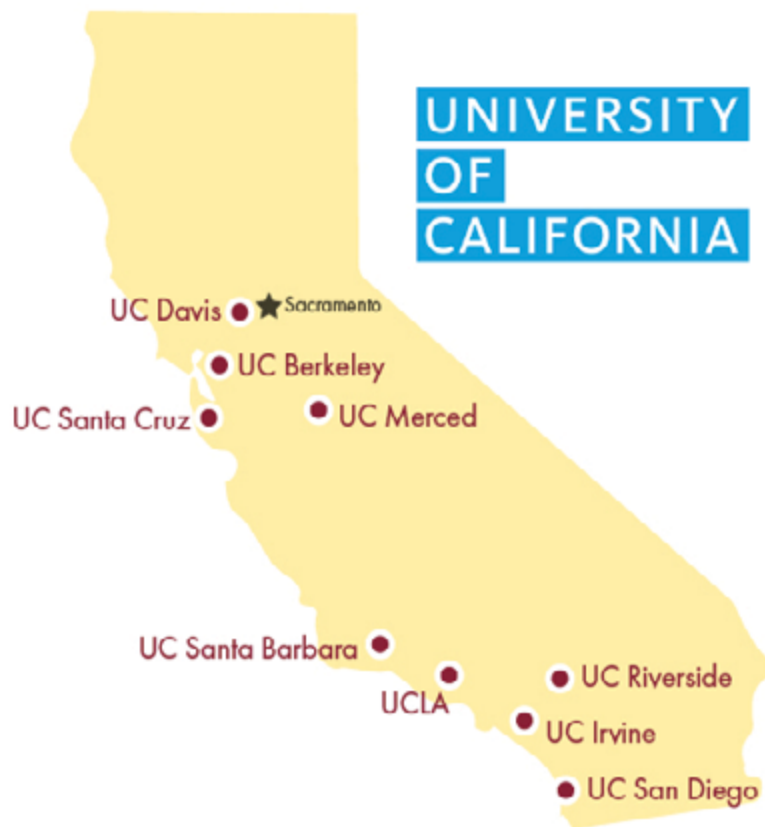 UNIVERSITY
OF
CALIFORNIA
UC Davis
Sacramento
UC Berkeley
UC Santa Cruz
UC Merced
UC Santa Barbara
UCLA
UC Riverside
UC Irvine
UC San Diego